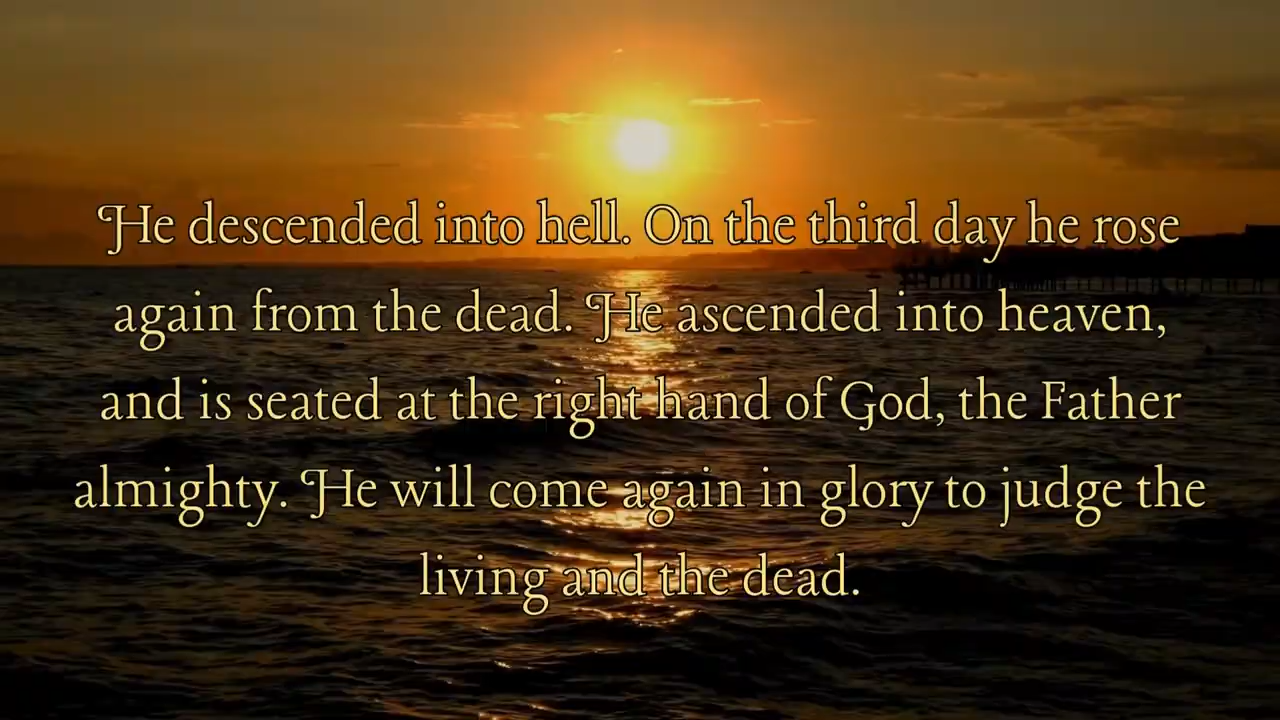 He descended into hell. On the third day he rose
again from the dead. He ascended into heaven,
and is seated at the right hand of God, the Father
almighty. He will come again in glory to judge the
living and the dead.